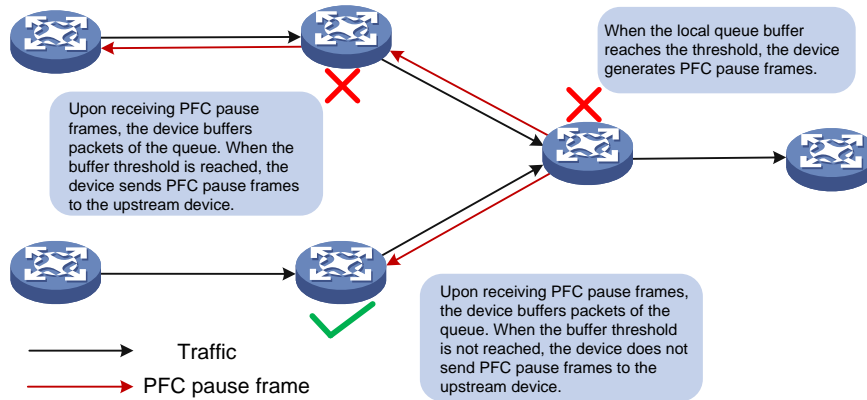 When the local queue buffer
reaches the threshold, the device
generates PFC pause frames.
Upon receiving PFC pause
frames, the device buffers
packets of the queue. When the
buffer threshold is reached, the
device sends PFC pause frames
to the upstream device.
Upon receiving PFC pause frames,
the device buffers packets of the
queue. When the buffer threshold
is not reached, the device does not
send PFC pause frames to the
upstream device.
Traffic
PFC pause frame